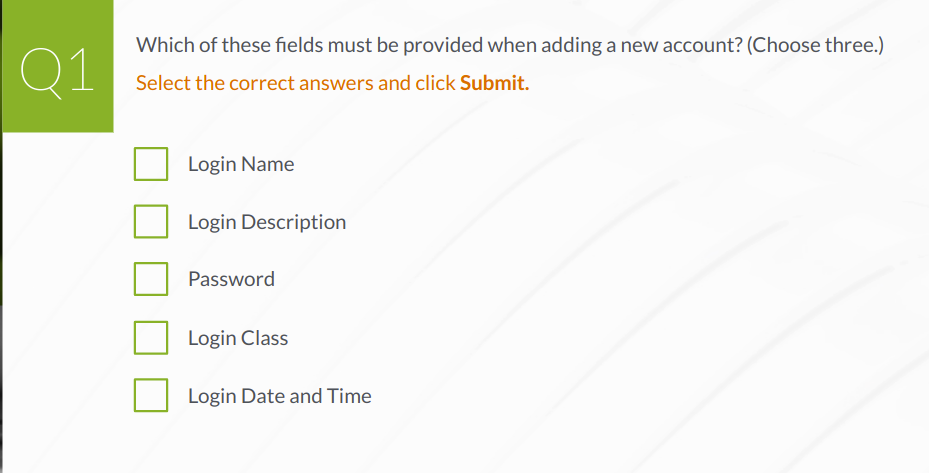 Q1
Which of these fields must be provided when adding a new account? (Choose three.)
Select the correct answers and click Submit.
Login Name
Login Description
Password
Login Class
Login Date and Time